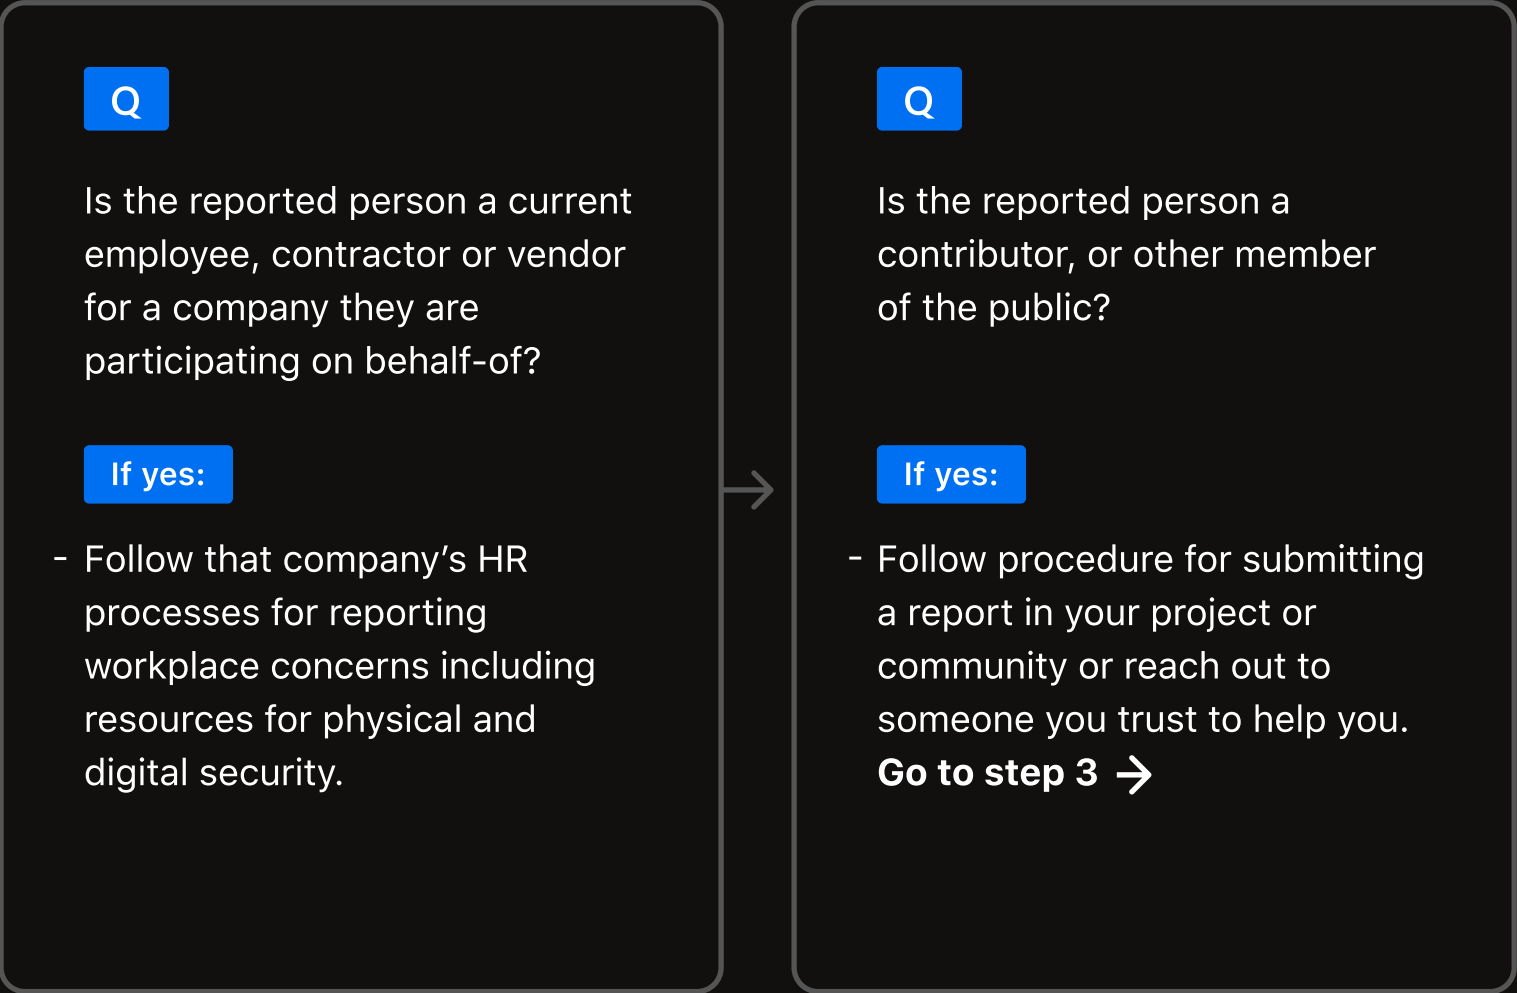 Q
Is the reported person a current
employee, contractor or vendor
for a company they are
participating on behalf-of?
If yes:
- Follow that company’s HR
processes for reporting
workplace concerns including
resources for physical and
digital security.
Q
Is the reported person a
contributor, or other member
of the public?
If yes:
- Follow procedure for submitting
a report in your project or
community or reach out to
someone you trust to help you.
Go to step 3 →